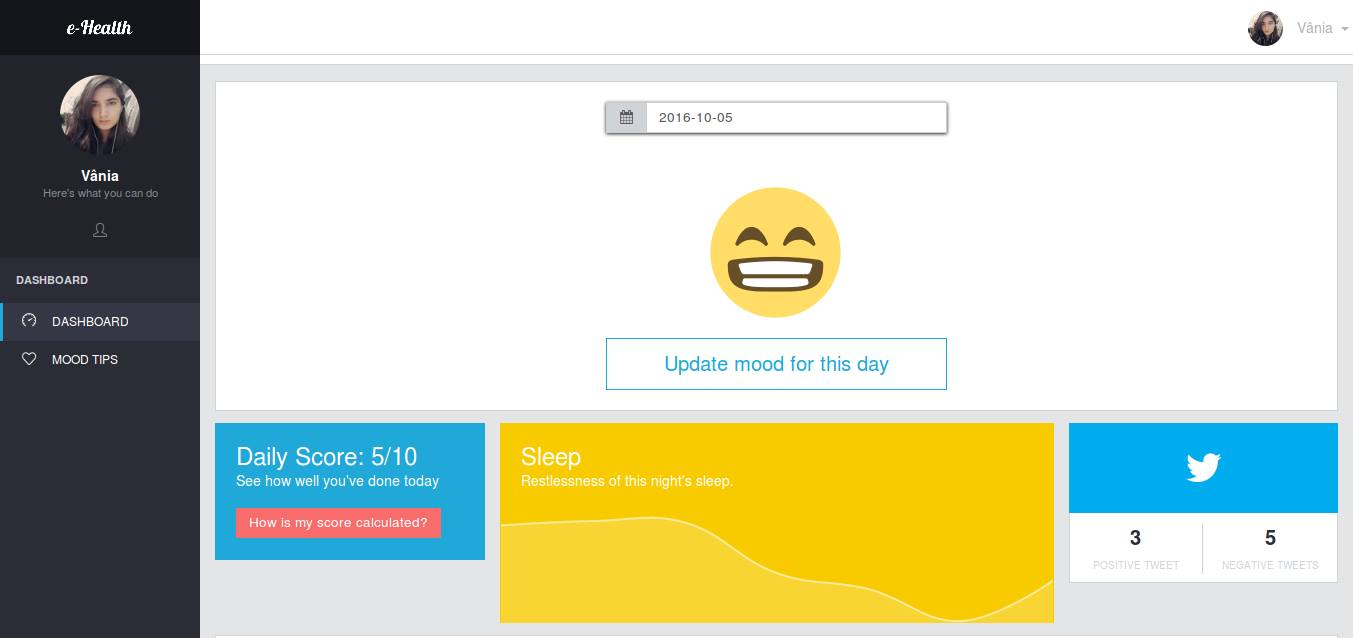 e-Health
Vânia
Vânia
Here's what you can do
DASHBOARD
DASHBOARD
MOOD TIPS
2016-10-05
Update mood for this day
Daily Score: 5/10
See how well you've done today
How is my score calculated?
Sleep
Restlessness of this night's sleep.
3
POSITIVE TWEET
5
NEGATIVE TWEETS